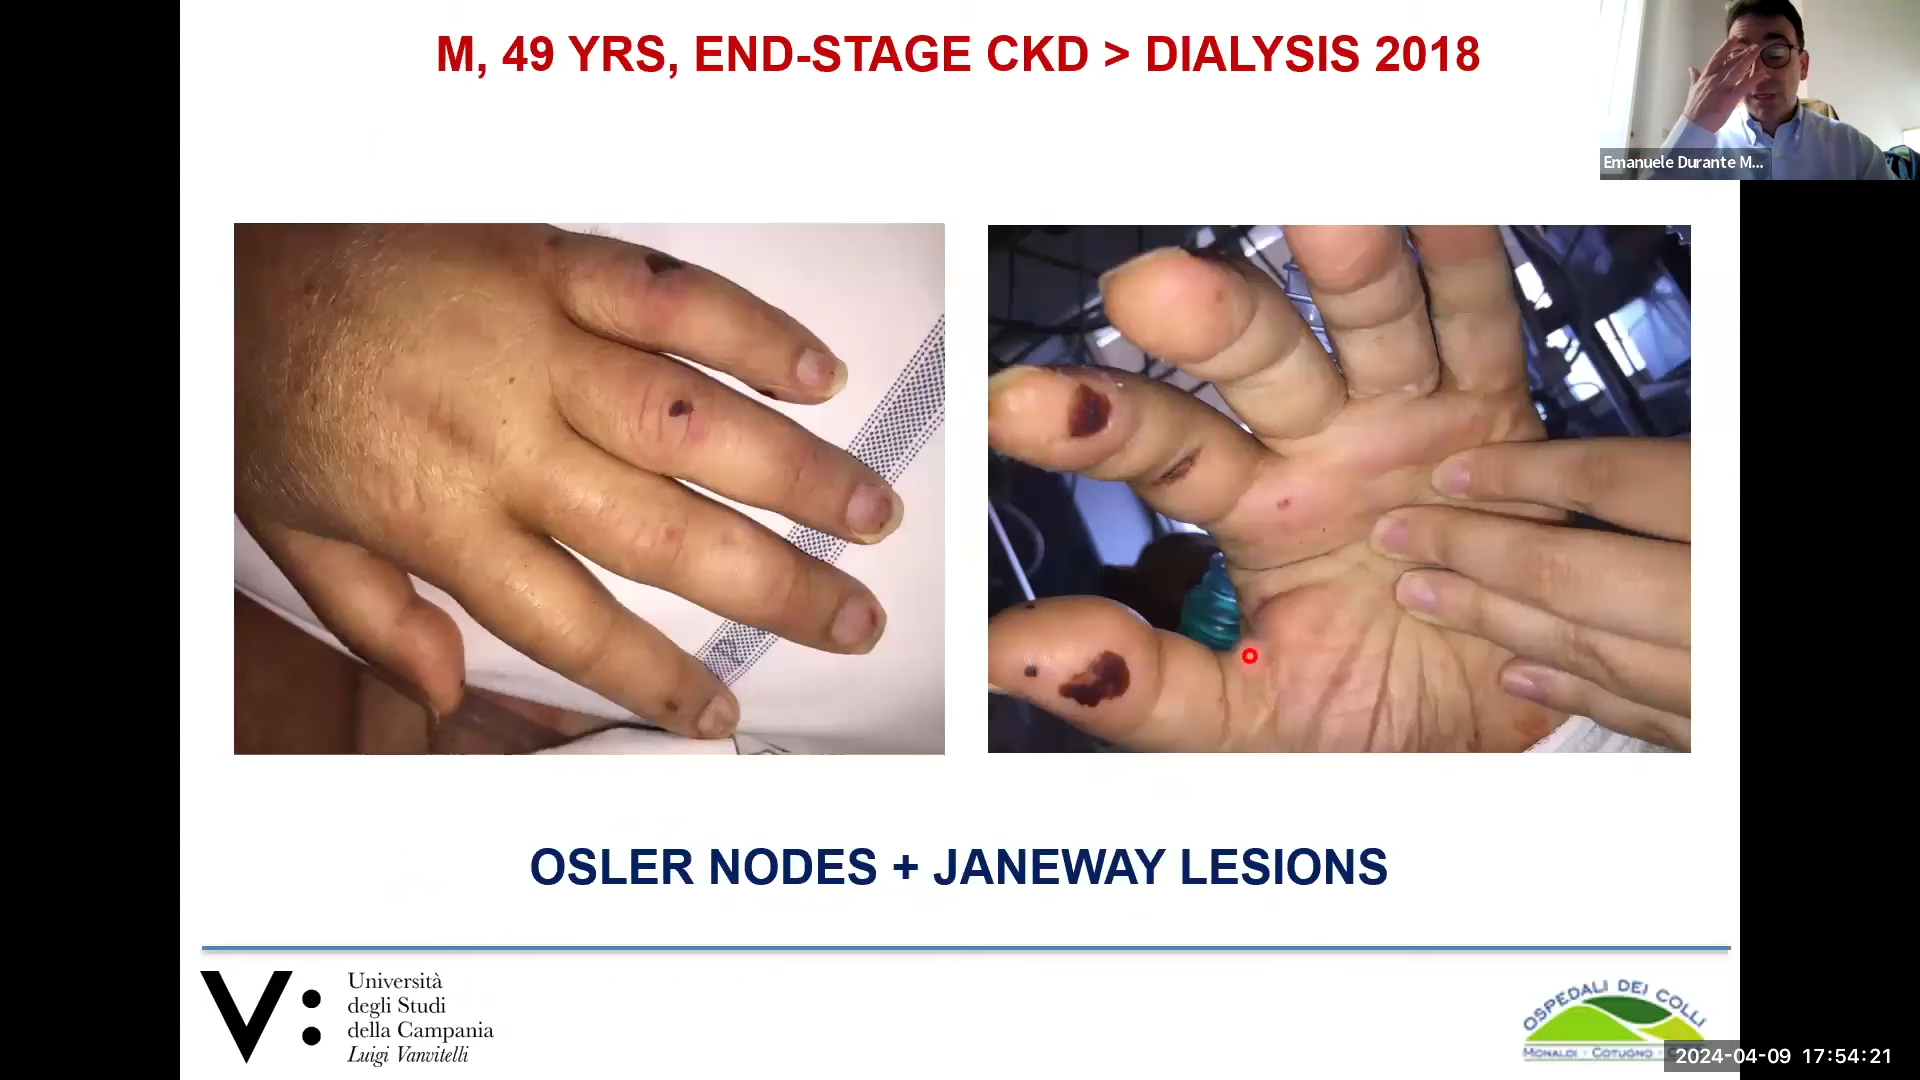 M, 49 YRS, END-STAGE CKD > DIALYSIS 2018
Emanuele Durante M...
OSLER NODES + JANEWAY LESIONS
V:
Università
degli Studi
della Campania
Luigi Vanvitelli
OSPEDALI DEI COLLI
MONALDI · COTUGNO ·
2024-04-09 17:54:21